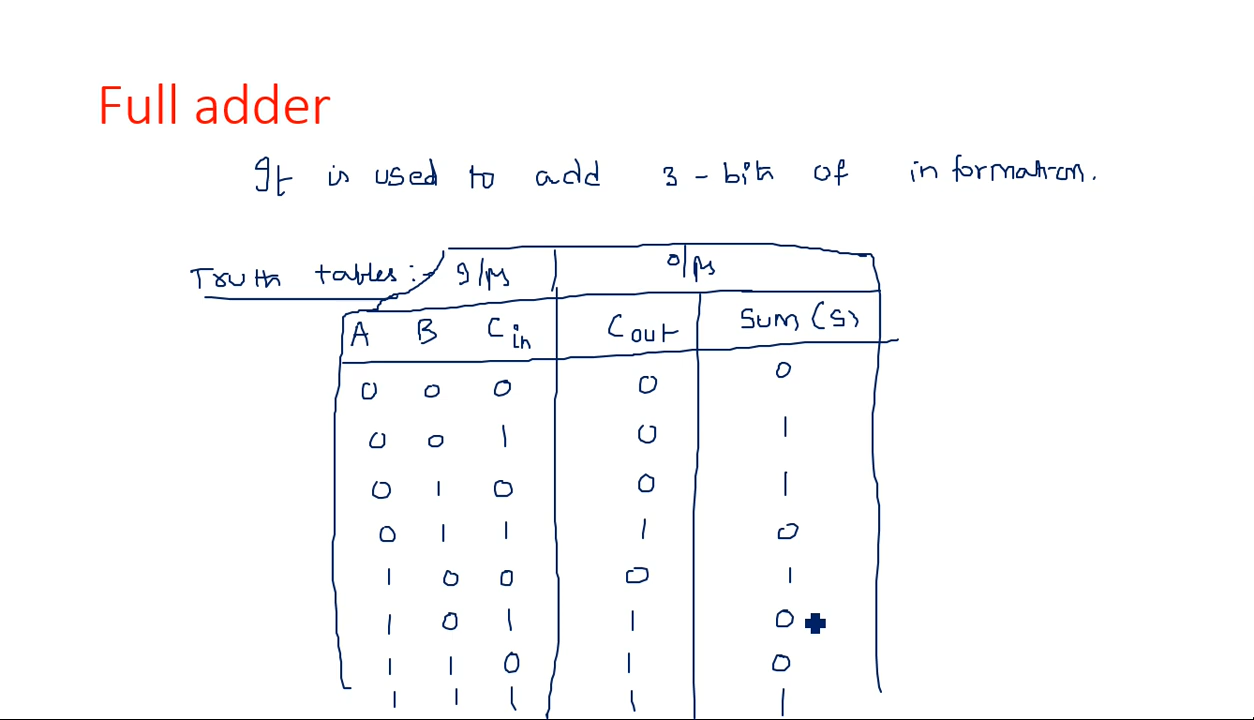 Full adder
It is used to add 3-bits of information.
Truth tables:- I/Ps O/Ps
A B Cin Cout Sum (S)
0 0 0 0 0
0 0 1 0 1
0 1 0 0 1
0 1 1 1 0
1 0 0 0 1
1 0 1 1 0
1 1 0 1 0
1 1 1 1 1